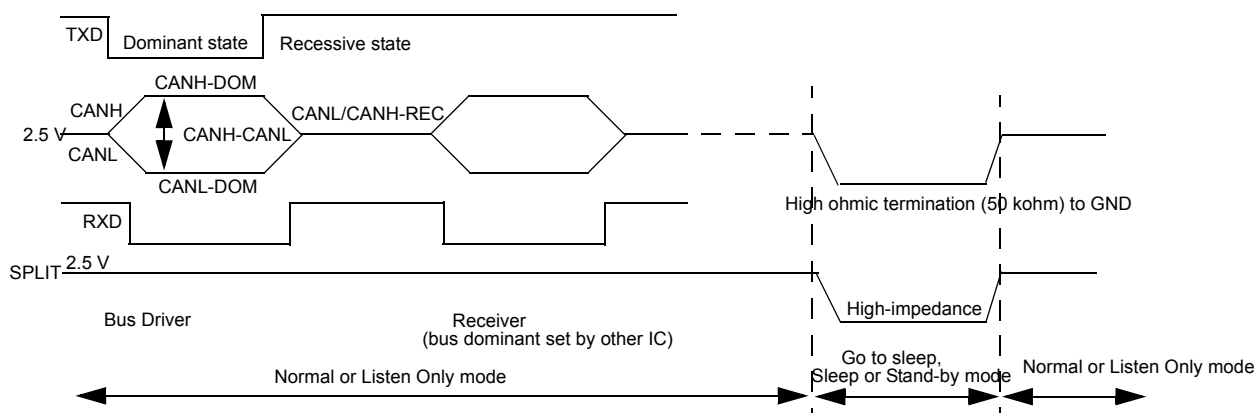 TXD
Dominant state
Recessive state
CANH-DOM
CANH
CANL/CANH-REC
2.5 V
CANH-CANL
CANL
CANL-DOM
High ohmic termination (50 kohm) to GND
RXD
2.5 V
SPLIT
High-impedance
Bus Driver
Receiver
(bus dominant set by other IC)
Go to sleep,
Sleep or Stand-by mode
Normal or Listen Only mode
Normal or Listen Only mode